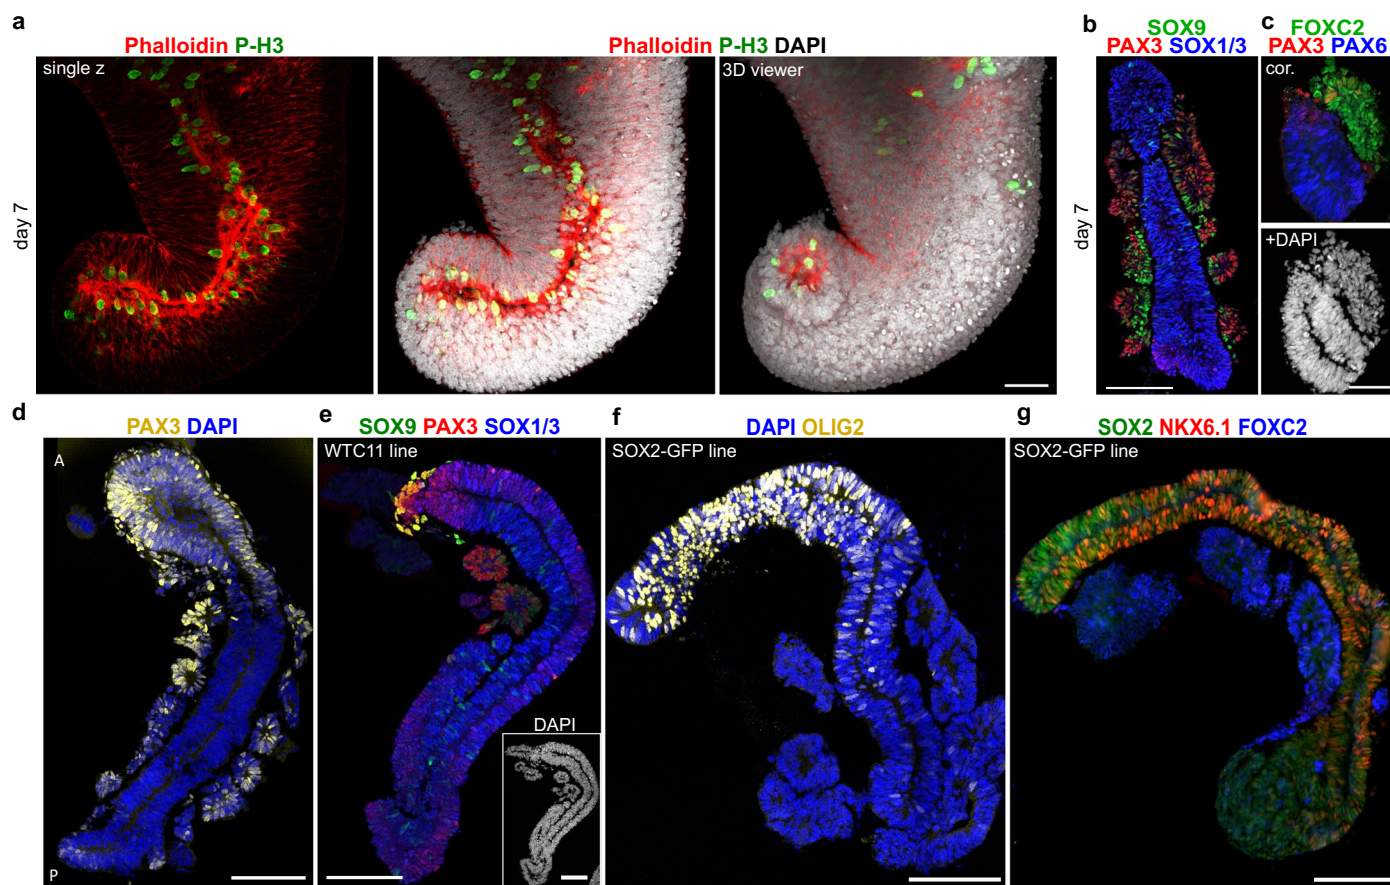 a
Phalloidin P-H3
Phalloidin P-H3 DAPI
single z
3D viewer
day 7
b
SOX9
PAX3 SOX1/3
day 7
c
FOXC2
PAX3 PAX6
cor.
+DAPI
d
PAX3 DAPI
A
P
e
SOX9 PAX3 SOX1/3
WTC11 line
DAPI
f
DAPI OLIG2
SOX2-GFP line
g
SOX2 NKX6.1 FOXC2
SOX2-GFP line